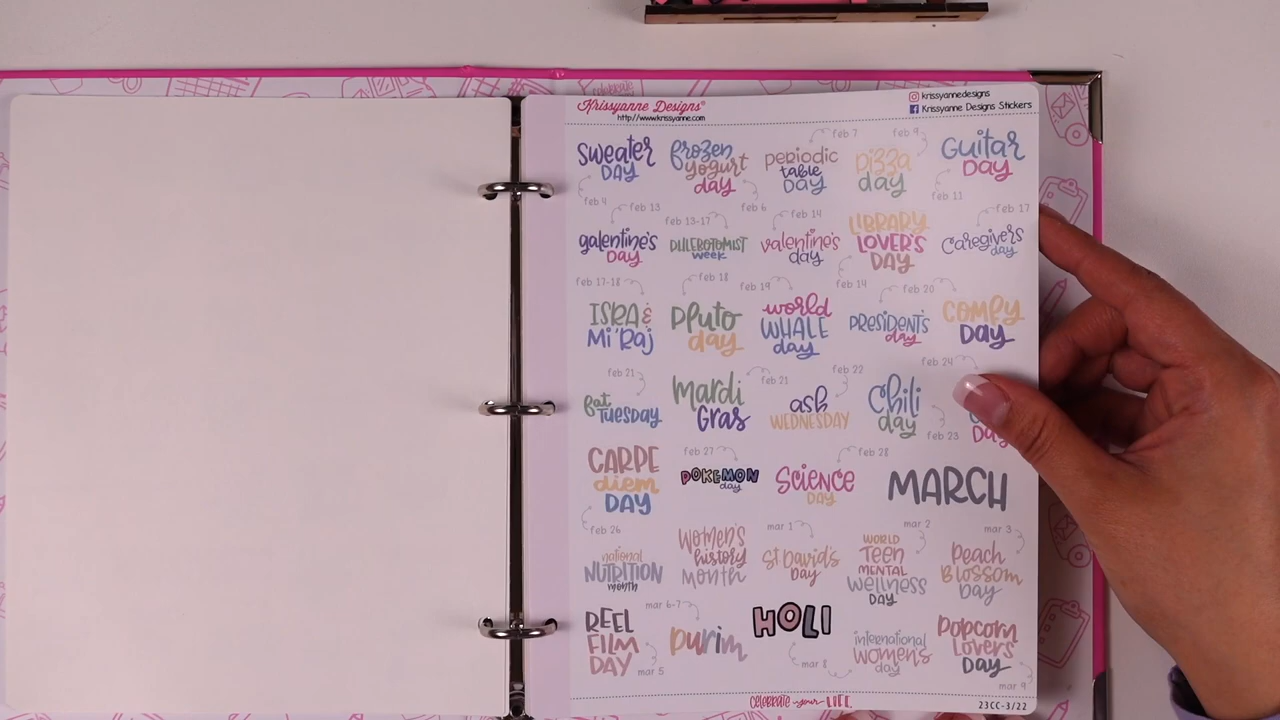 Krissyanne Designs®
http://www.krissyanne.com
krissyannedesigns
Krissyanne Designs Stickers
sweater DAY
feb 4
frozen yogurt day
feb 6
periodic table DAY
feb 7
pizza day
feb 9
GUITAR DAY
feb 11
galentine's DAY
feb 13
PHLEBOTOMIST week
feb 13-17
valentine's day
feb 14
LIBRARY LOVER'S DAY
feb 14
Caregivers day
feb 17
ISRA & Mi'Raj
feb 17-18
Pluto day
feb 18
world WHALE day
feb 19
PRESIDENT'S day
feb 20
COMFY DAY
fat TUESDAY
feb 21
Mardi Gras
feb 21
ash WEDNESDAY
feb 22
Chili day
feb 23
feb 24
DAY
CARPE diem DAY
feb 26
POKEMON day
feb 27
SCIENCE DAY
feb 28
MARCH
national NUTRITION month
WOMEN'S history MONTH
St David's Day
mar 1
WORLD Teen MENTAL Wellness DAY
mar 2
Peach BLOSSOM DAY
mar 3
REEL FILM DAY
mar 5
purim
mar 6-7
HOLI
mar 8
international women's day
POPCORN LOVERS DAY
mar 9
CELEBRATE your LIFE.
23CC-3/22